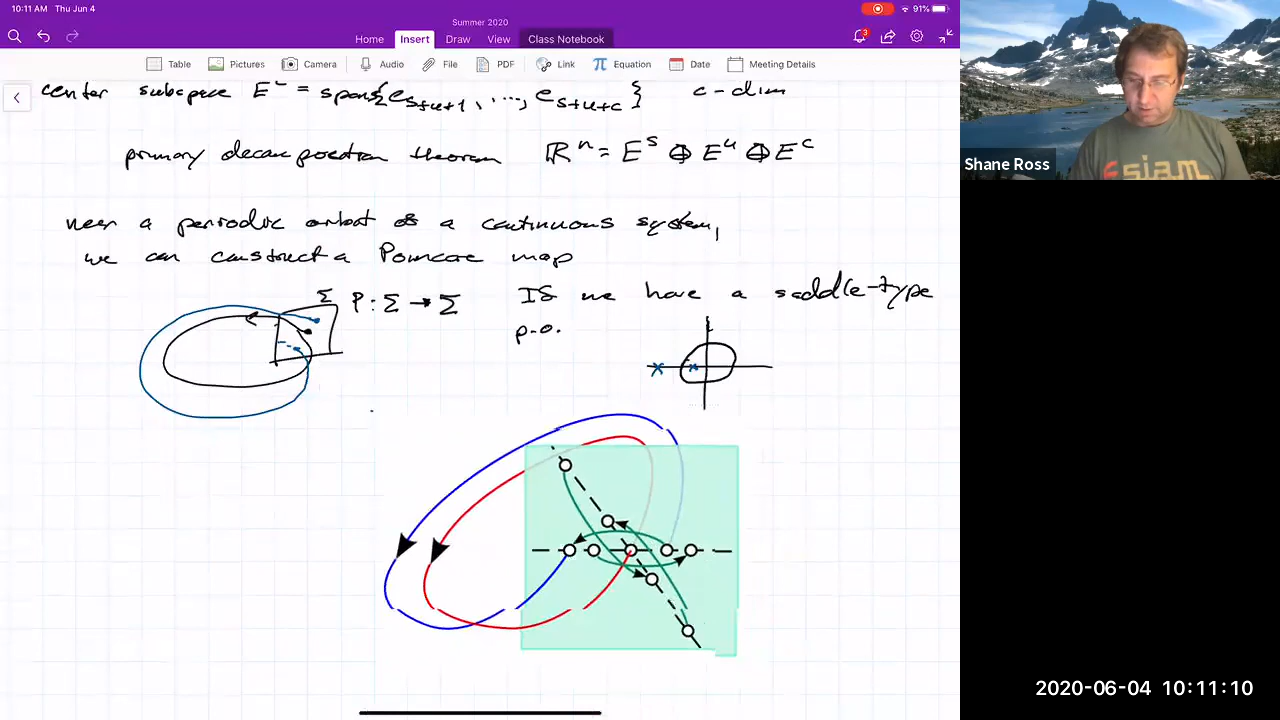 10:11 AM Thu Jun 4
91%
Summer 2020
Home Insert Draw View Class Notebook
3
Table Pictures Camera Audio File PDF Link Equation Date Meeting Details
center subspace E^c = span{e_{s+u+1}, ..., e_{s+u+c}} c-dim
primary decomposition theorem ℝ^n = E^s ⊕ E^u ⊕ E^c
near a periodic orbit of a continuous system,
we can construct a Poincare map
Σ P : Σ → Σ If we have a saddle-type
p.o.
Shane Ross
siam
2020-06-04 10:11:10